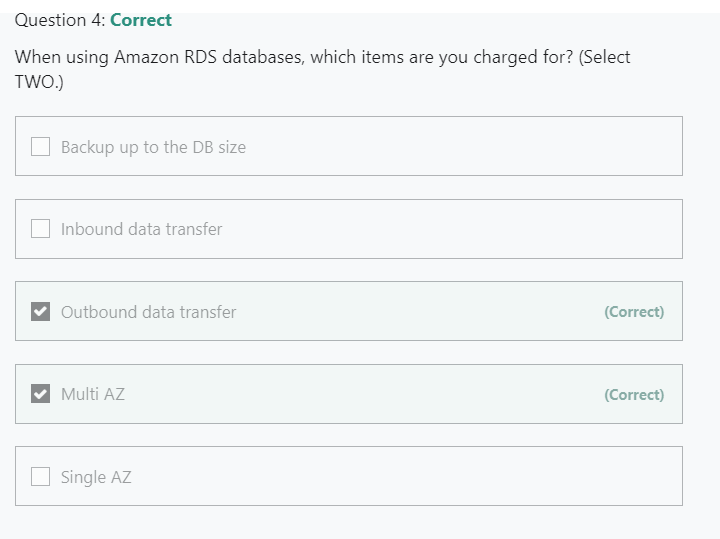 Question 4: Correct
When using Amazon RDS databases, which items are you charged for? (Select
TWO.)
Backup up to the DB size
Inbound data transfer
Outbound data transfer (Correct)
Multi AZ (Correct)
Single AZ